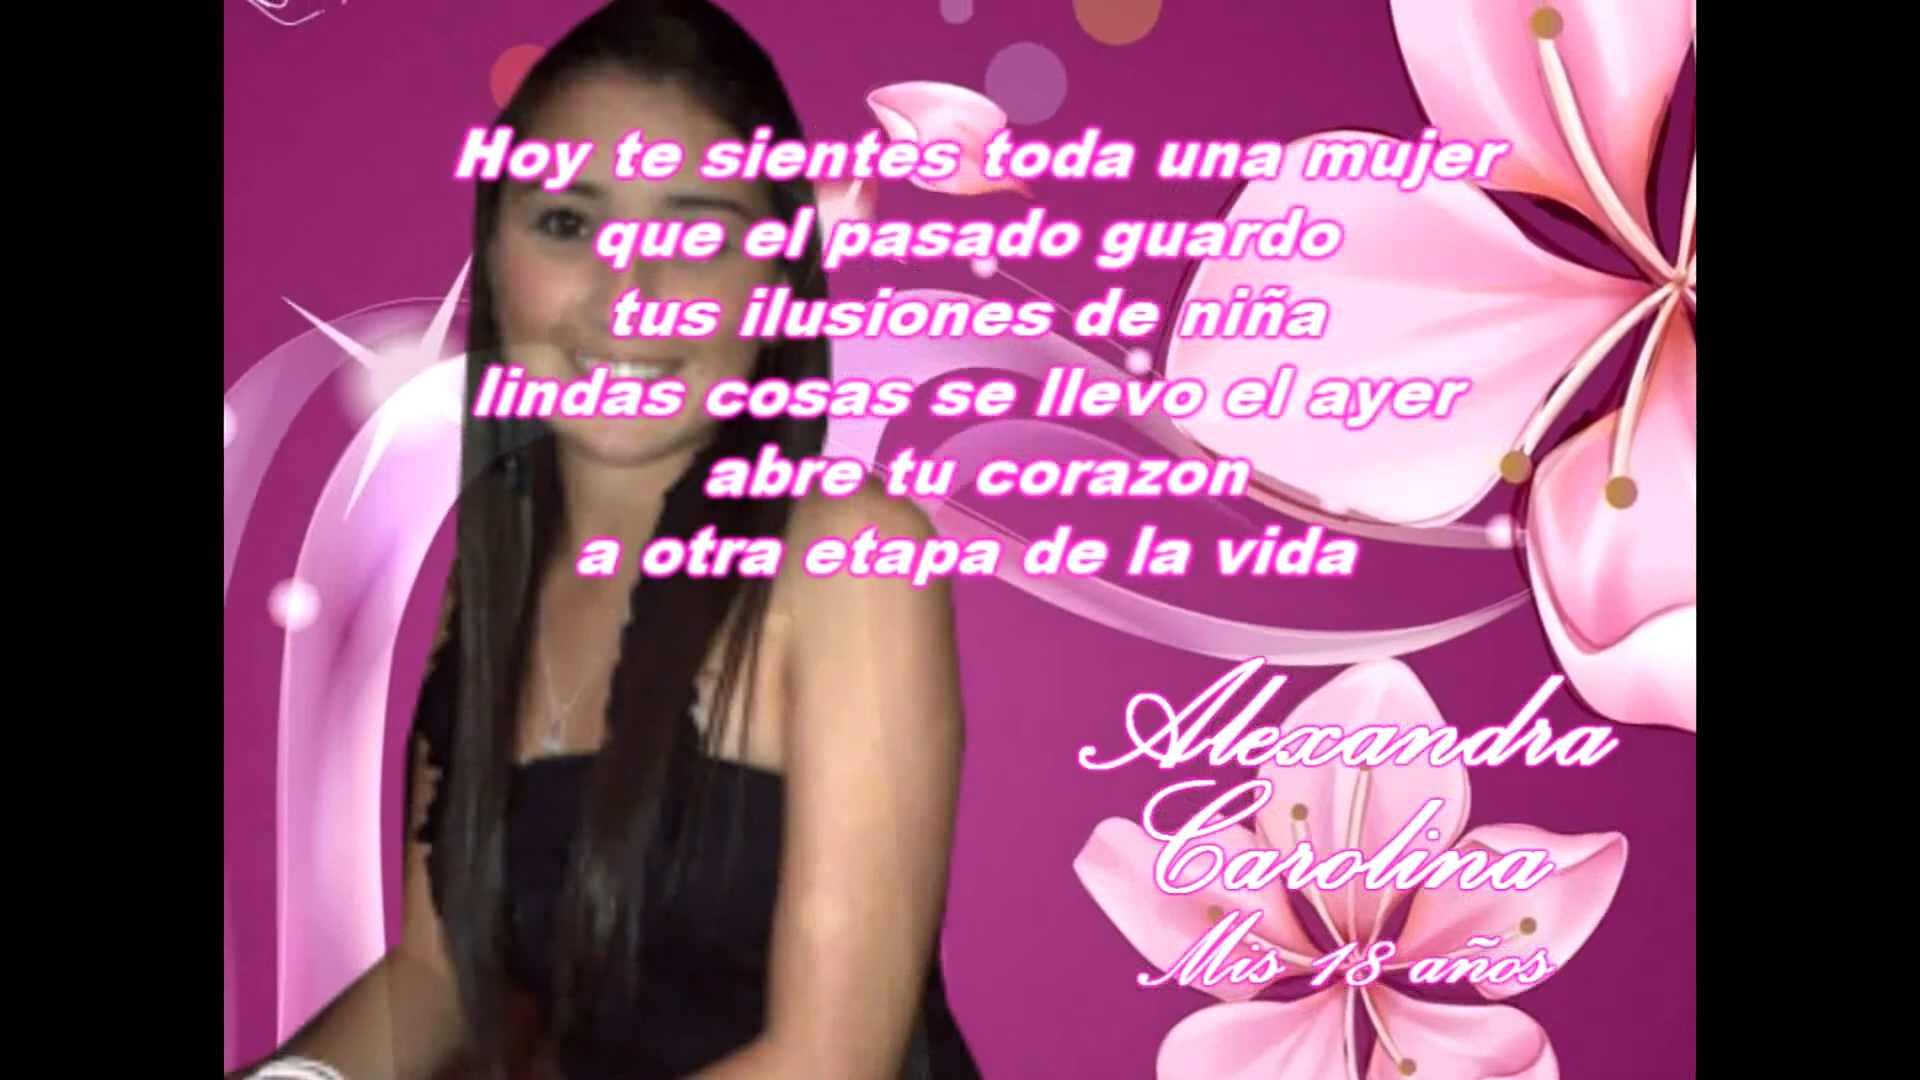 Hoy te sientes toda una mujer
que el pasado guardo
tus ilusiones de niña
lindas cosas se llevo el ayer
abre tu corazon
a otra etapa de la vida
Alexandra
Carolina
Mis 18 años